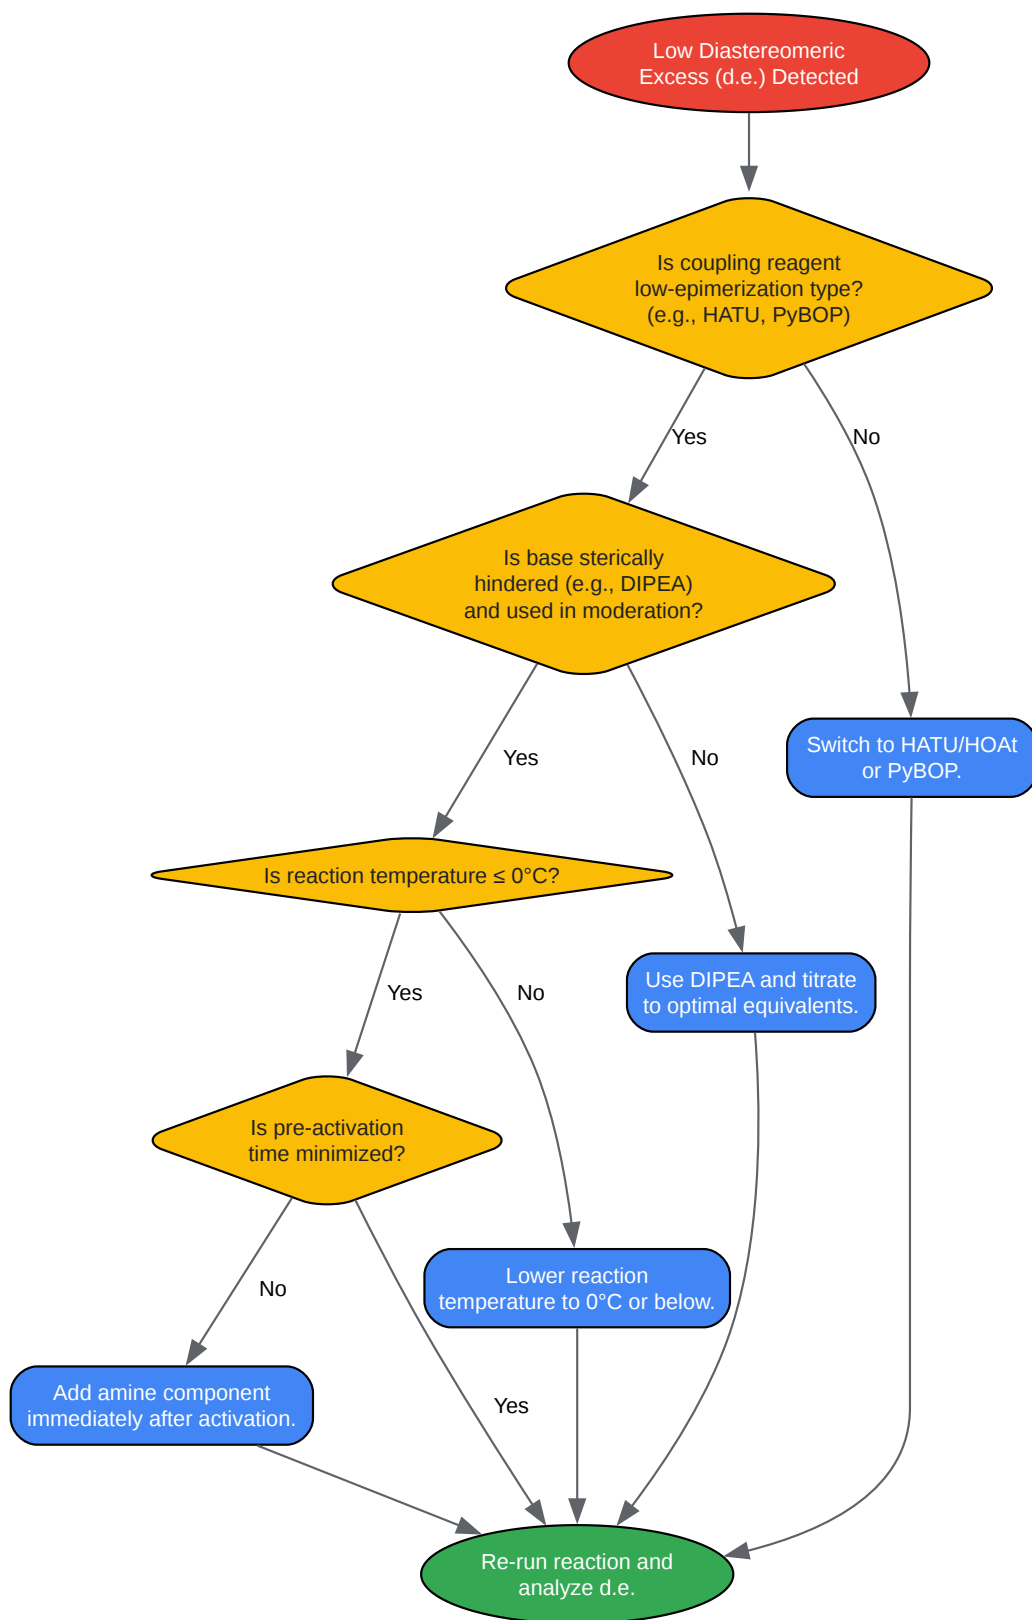 Low Diastereomeric
Excess (d.e.) Detected
Is coupling reagent
low-epimerization type?
(e.g., HATU, PyBOP)
Yes
No
Is base sterically
hindered (e.g., DIPEA)
and used in moderation?
Switch to HATU/HOAt
or PyBOP.
Yes
No
Is reaction temperature ≤ 0°C?
Use DIPEA and titrate
to optimal equivalents.
Yes
No
Is pre-activation
time minimized?
Lower reaction
temperature to 0°C or below.
No
Yes
Add amine component
immediately after activation.
Re-run reaction and
analyze d.e.